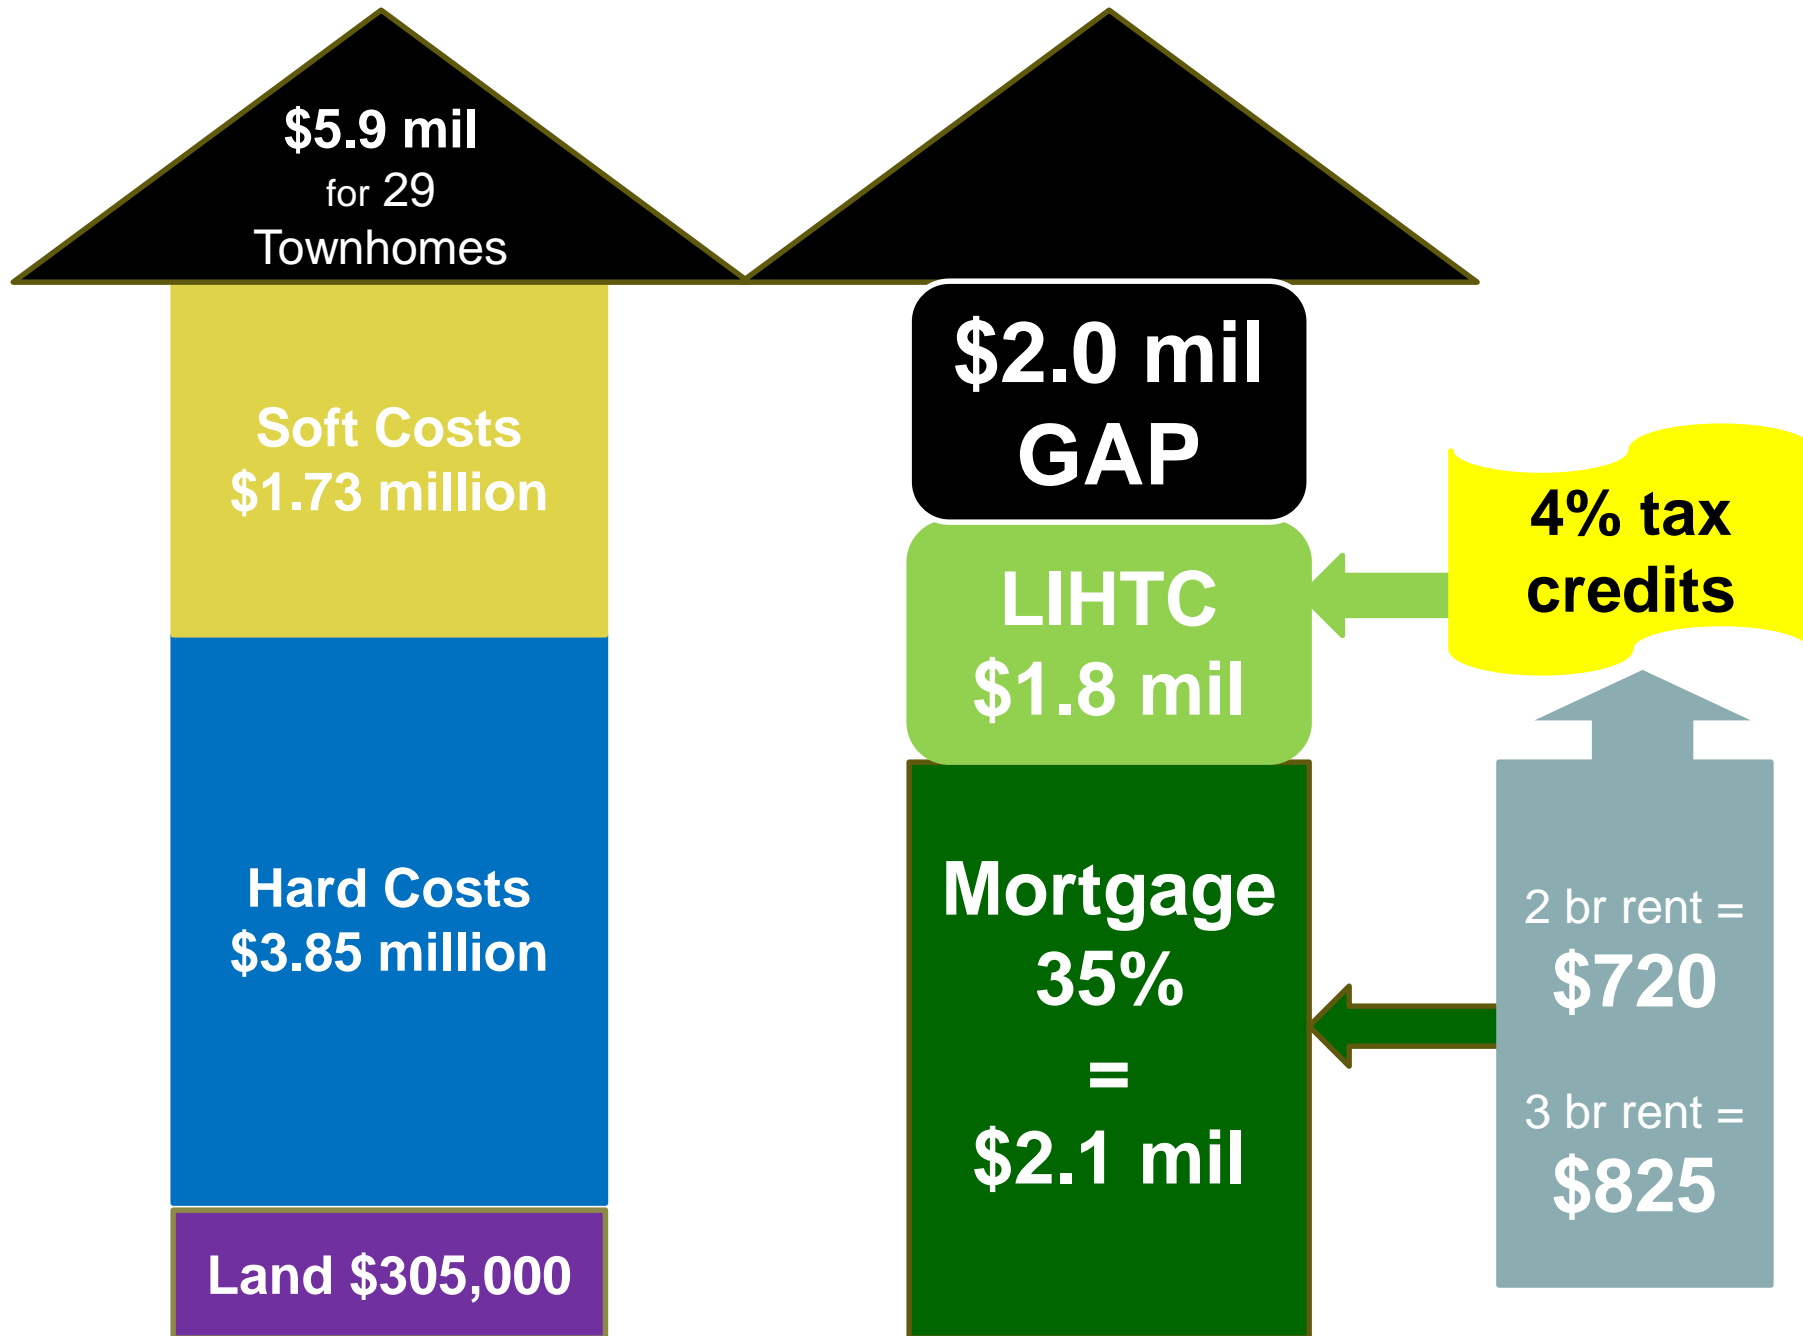 $5.9 mil
for 29
Townhomes
Soft Costs
$1.73 million
Hard Costs
$3.85 million
Land $305,000
$2.0 mil
GAP
LIHTC
$1.8 mil
Mortgage
35%
=
$2.1 mil
4% tax
credits
2 br rent =
$720
3 br rent =
$825